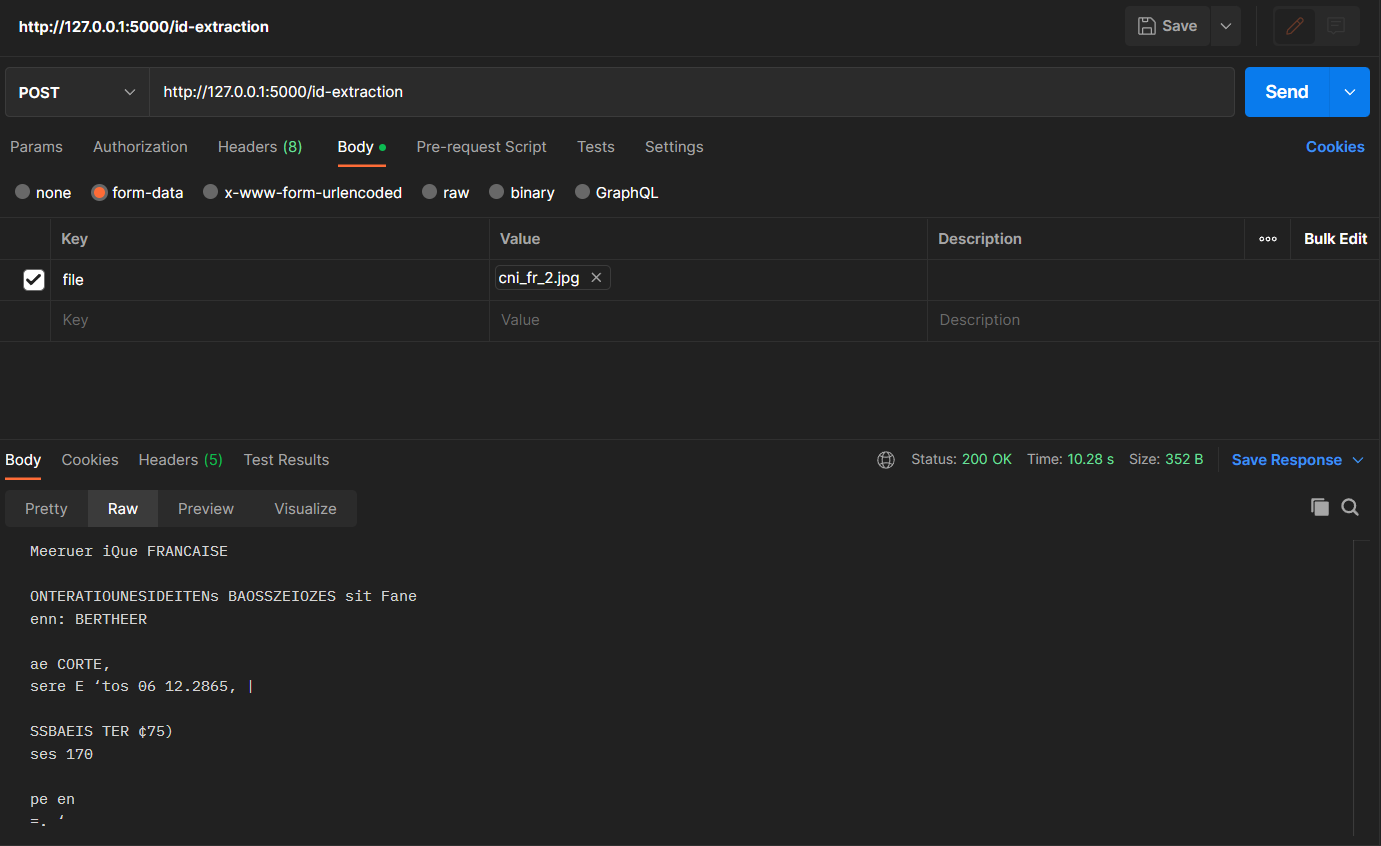 http://127.0.0.1:5000/id-extraction
Save
POST
http://127.0.0.1:5000/id-extraction
Send
Params Authorization Headers (8) Body Pre-request Script Tests Settings Cookies
none form-data x-www-form-urlencoded raw binary GraphQL
Key Value Description Bulk Edit
file cni_fr_2.jpg
Key Value Description
Body Cookies Headers (5) Test Results Status: 200 OK Time: 10.28 s Size: 352 B Save Response
Pretty Raw Preview Visualize
Meeruer iQue FRANCAISE
ONTERATIOUNESIDEITENs BAOSSZEIOZES sit Fane
enn: BERTHEER
ae CORTE,
sere E ‘tos 06 12.2865, |
SSBAEIS TER ¢75)
ses 170
pe en
=. ‘